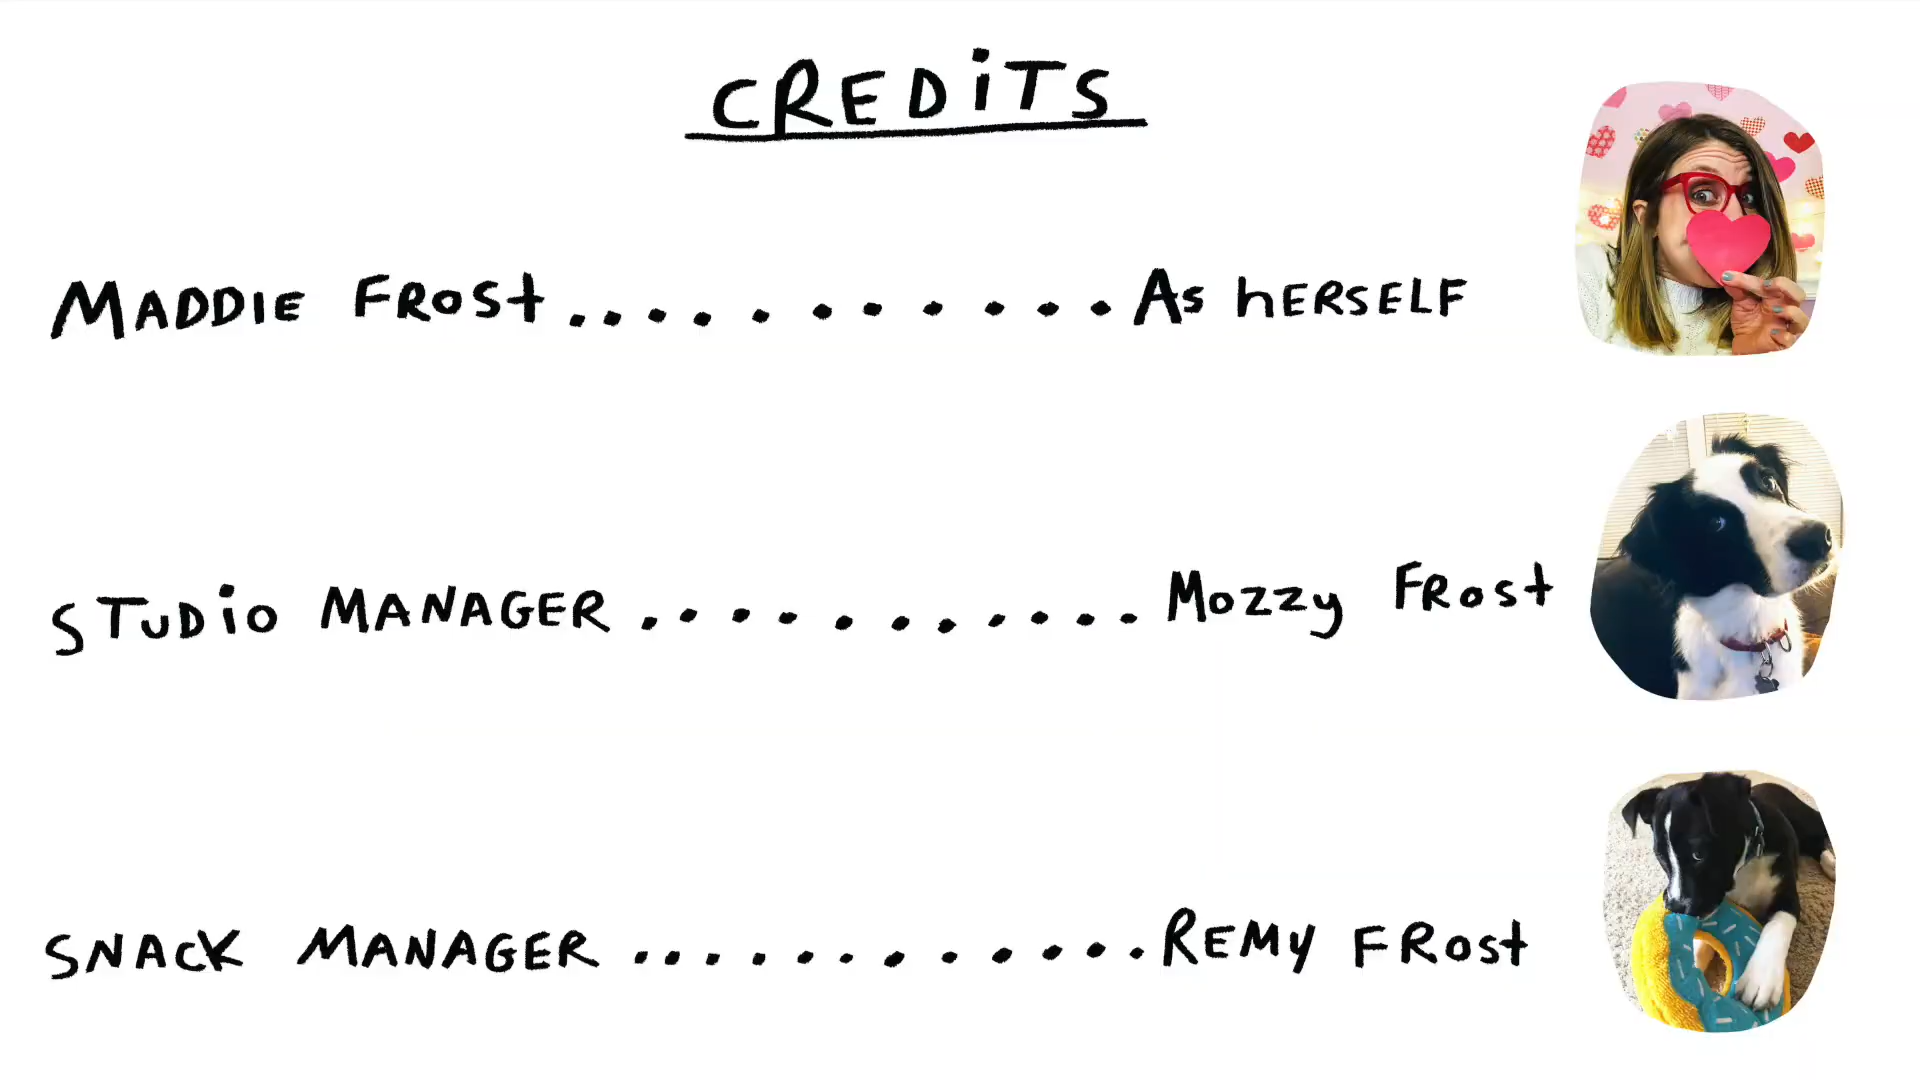 CREDiTS
MADDIE FROSt ........... As hERSELF
STUDiO MANAGER ........... MOZZy FROSt
SNACK MANAGER ............ REMY FROSt